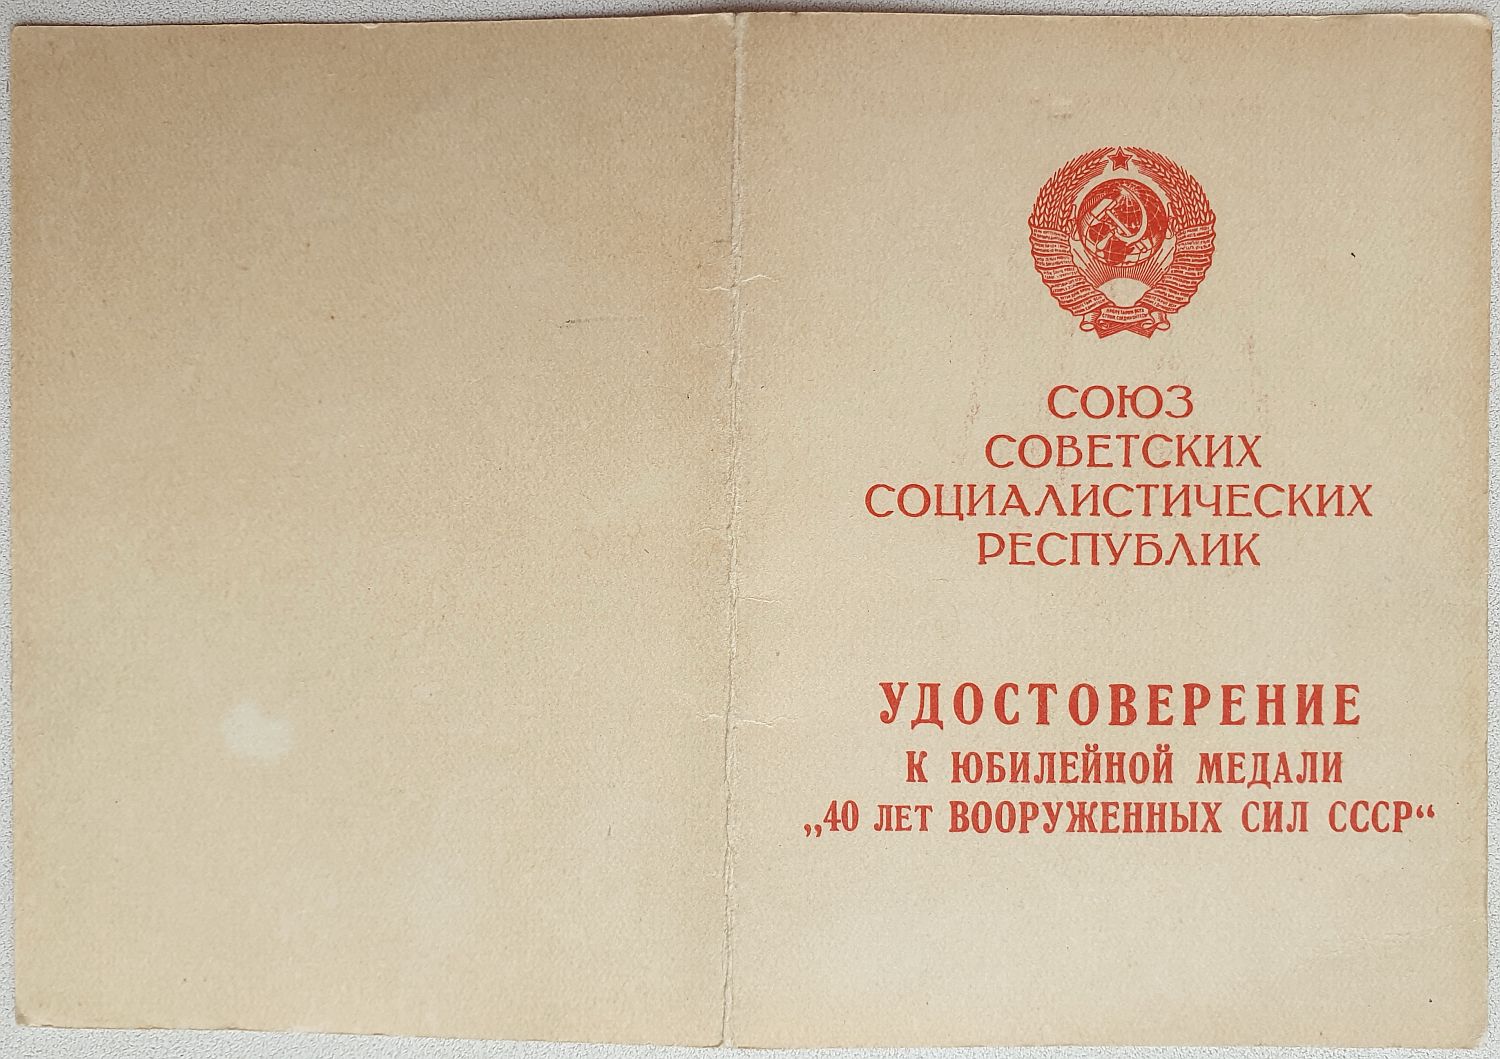 СОЮЗ
СОВЕТСКИХ
СОЦИАЛИСТИЧЕСКИХ
РЕСПУБЛИК
УДОСТОВЕРЕНИЕ
К ЮБИЛЕЙНОЙ МЕДАЛИ
„40 ЛЕТ ВООРУЖЕННЫХ СИЛ СССР“